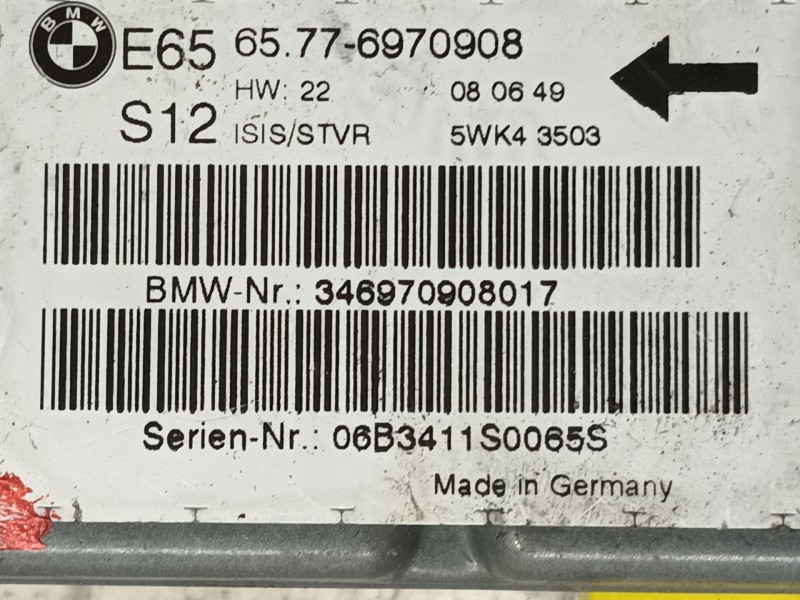 BMW
E65 65.77-6970908
HW: 22 08 06 49
S12 ISIS/STVR 5WK4 3503
BMW-Nr.: 346970908017
Serien-Nr.: 06B3411S0065S
Made in Germany